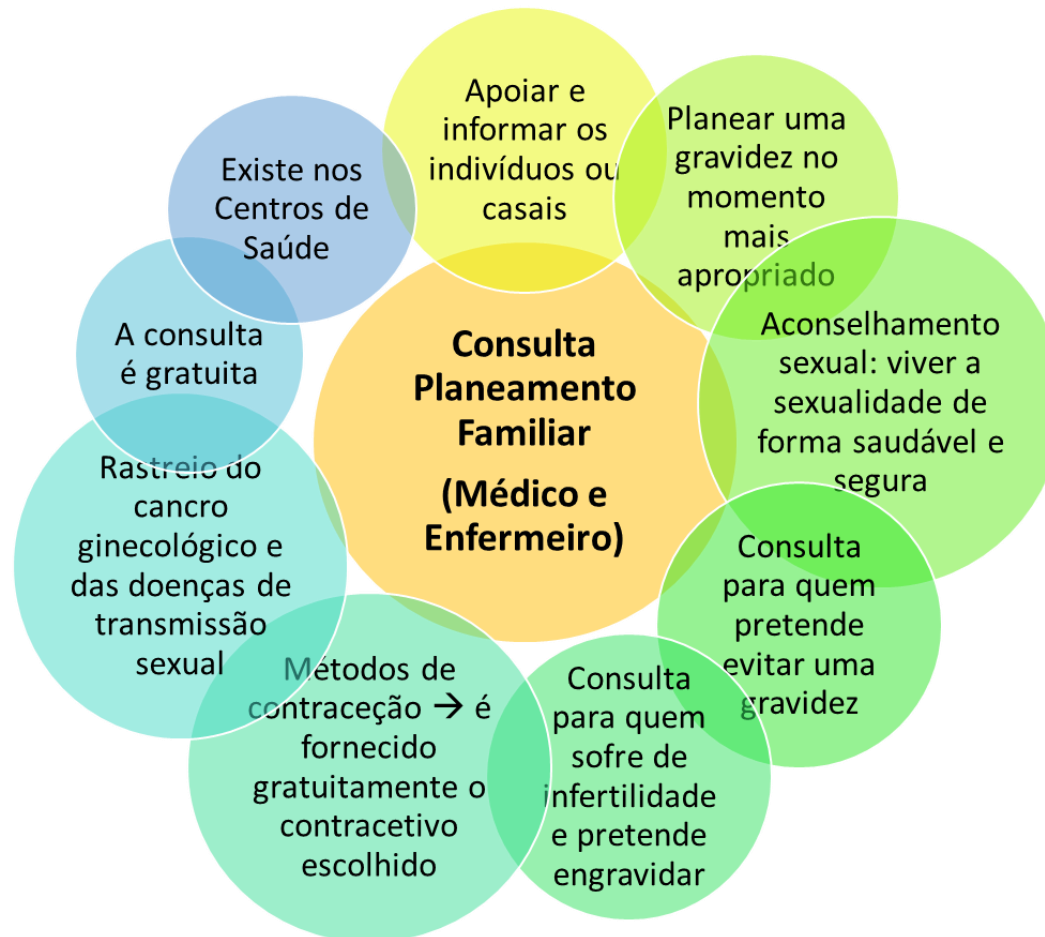 Apoiar e
informar os
indivíduos ou
casais
Planear uma
gravidez no
momento
mais
apropriado
Aconselhamento
sexual: viver a
sexualidade de
forma saudável e
segura
Consulta
para quem
pretende
evitar uma
gravidez
Consulta
para quem
sofre de
infertilidade
e pretende
engravidar
Métodos de
contraceção → é
fornecido
gratuitamente o
contracetivo
escolhido
Rastreio do
cancro
ginecológico e
das doenças de
transmissão
sexual
A consulta
é gratuita
Existe nos
Centros de
Saúde
Consulta
Planeamento
Familiar
(Médico e
Enfermeiro)